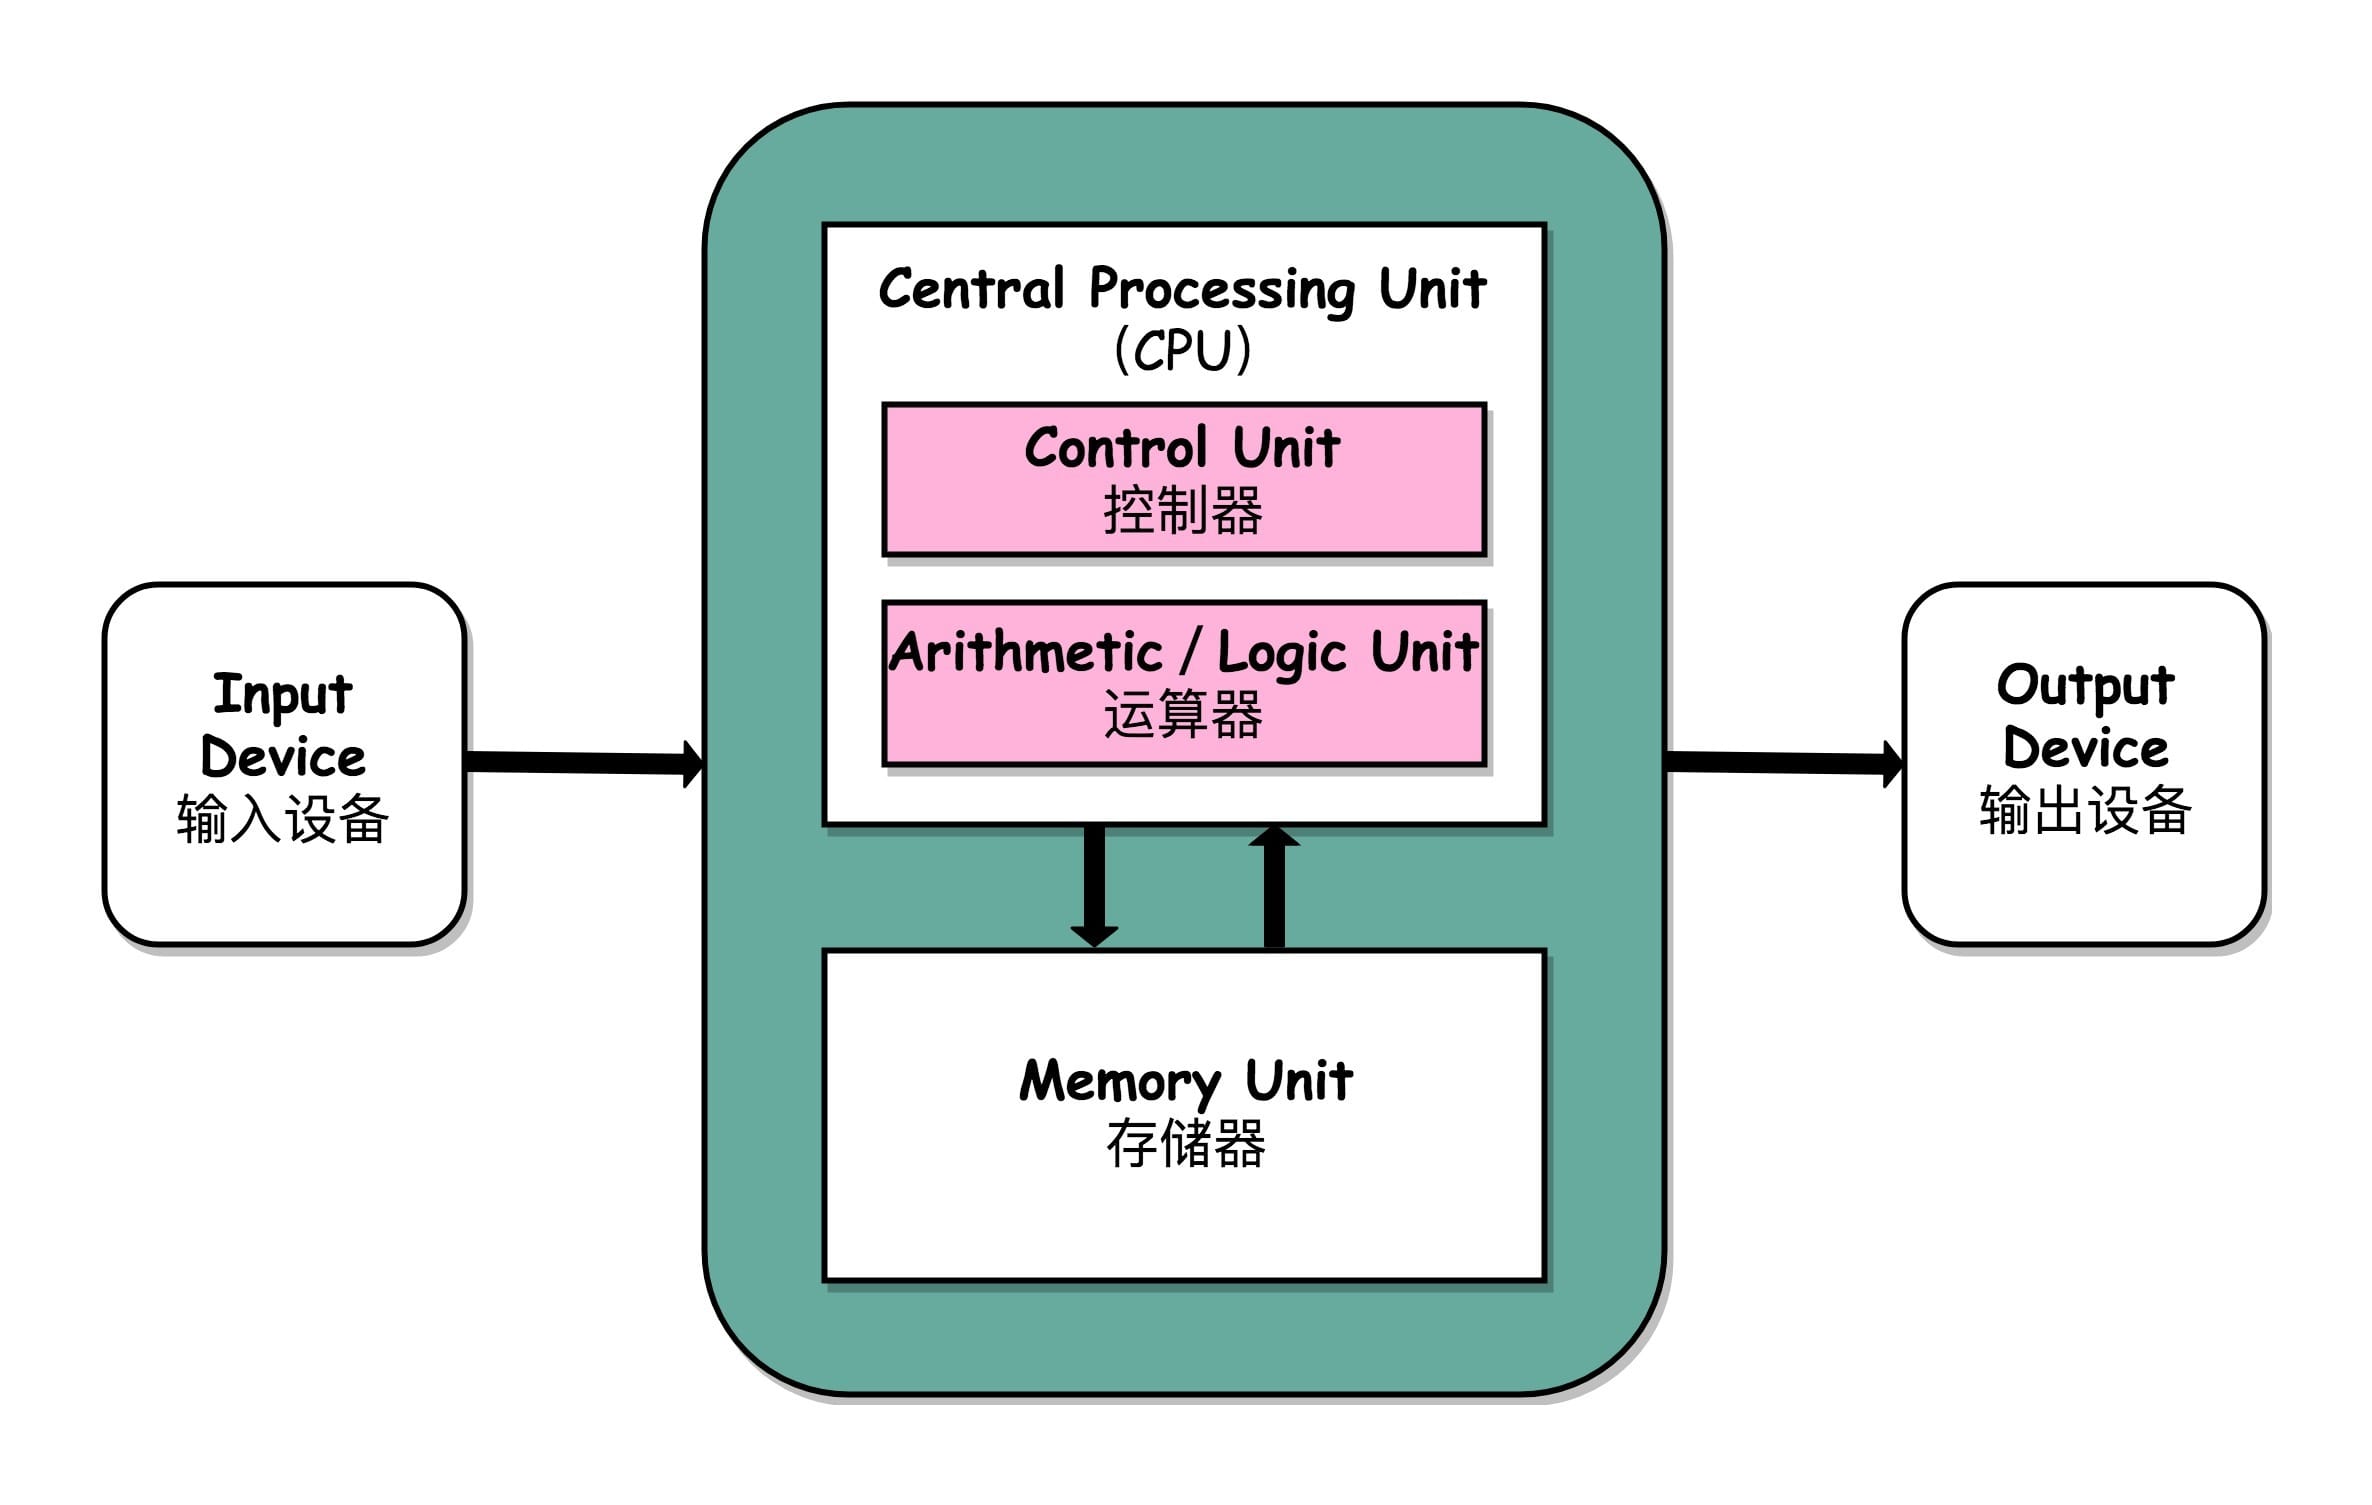 Central Processing Unit
(CPU)
Control Unit
控制器
Arithmetic / Logic Unit
运算器
Input
Device
输入设备
Output
Device
输出设备
Memory Unit
存储器